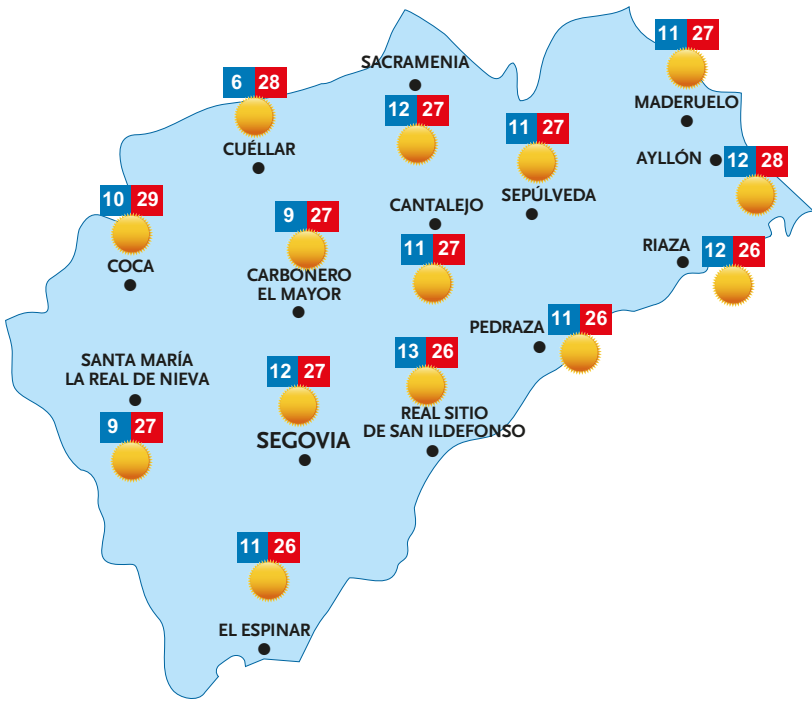 11 27
MADERUELO
SACRAMENIA
12 27
6 28
CUÉLLAR
11 27
SEPÚLVEDA
AYLLÓN
12 28
10 29
COCA
9 27
CARBONERO
EL MAYOR
CANTALEJO
11 27
RIAZA
12 26
PEDRAZA
11 26
SANTA MARÍA
LA REAL DE NIEVA
9 27
12 27
SEGOVIA
13 26
REAL SITIO
DE SAN ILDEFONSO
11 26
EL ESPINAR